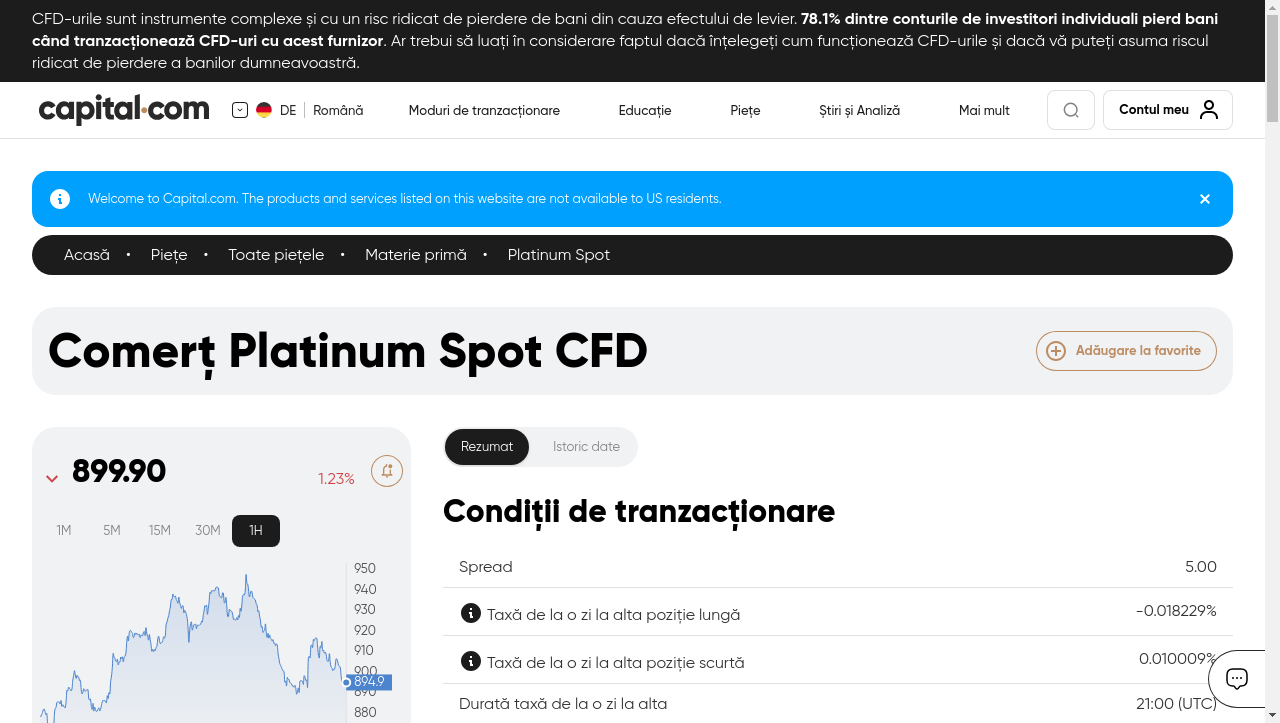 CFD-urile sunt instrumente complexe și cu un risc ridicat de pierdere de bani din cauza efectului de levier. 78.1% dintre conturile de investitori individuali pierd bani
când tranzacționează CFD-uri cu acest furnizor. Ar trebui să luați în considerare faptul dacă înțelegeți cum funcționează CFD-urile și dacă vă puteți asuma riscul
ridicat de pierdere a banilor dumneavoastră.
capital.com DE Română Moduri de tranzacționare Educație Piețe Știri și Analiză Mai mult Contul meu
Welcome to Capital.com. The products and services listed on this website are not available to US residents.
Acasă • Piețe • Toate piețele • Materie primă • Platinum Spot
Comerț Platinum Spot CFD
Adăugare la favorite
899.90
1.23%
1M 5M 15M 30M 1H
950
940
930
920
910
900
894.9
890
880
Rezumat Istoric date
Condiții de tranzacționare
Spread 5.00
Taxă de la o zi la alta poziție lungă -0.018229%
Taxă de la o zi la alta poziție scurtă 0.010009%
Durată taxă de la o zi la alta 21:00 (UTC)